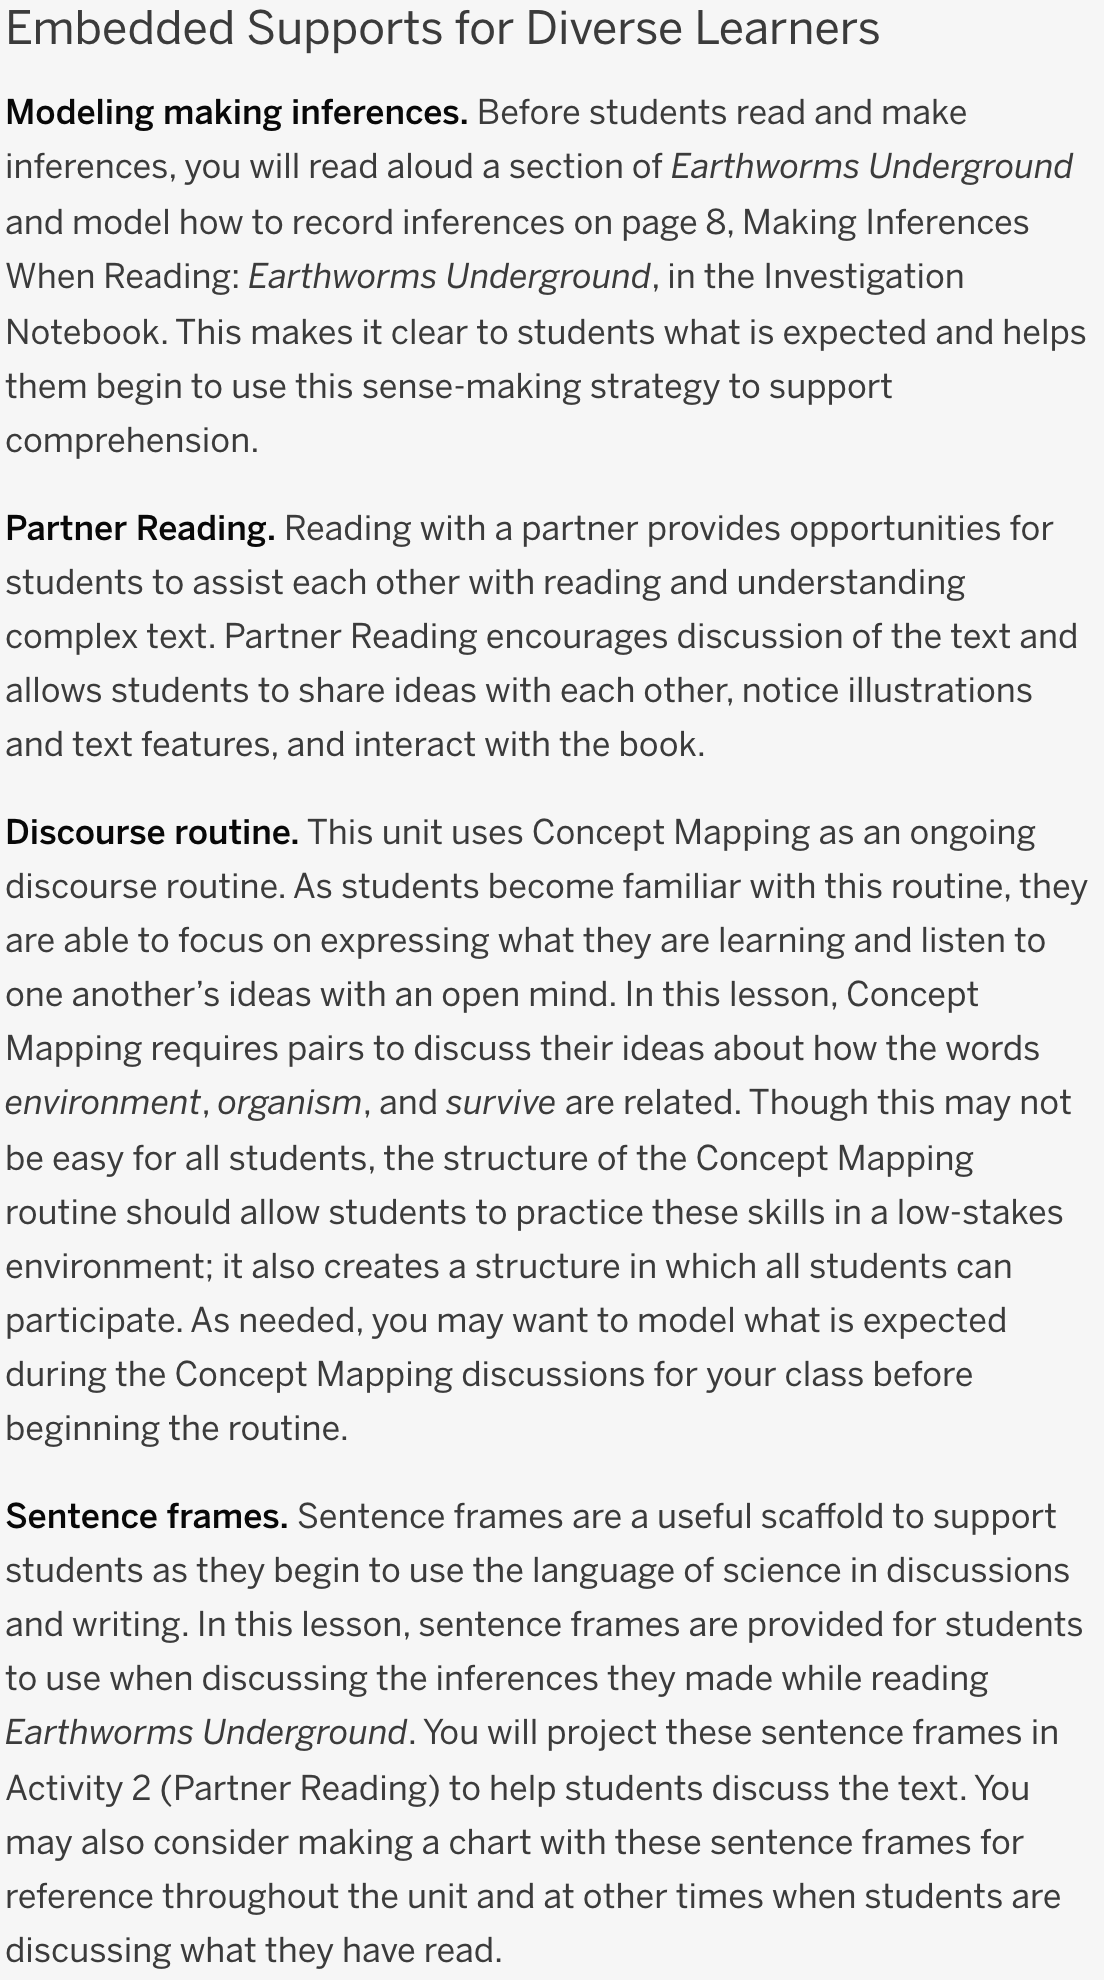 Embedded Supports for Diverse Learners
Modeling making inferences. Before students read and make
inferences, you will read aloud a section of Earthworms Underground
and model how to record inferences on page 8, Making Inferences
When Reading: Earthworms Underground, in the Investigation
Notebook. This makes it clear to students what is expected and helps
them begin to use this sense-making strategy to support
comprehension.
Partner Reading. Reading with a partner provides opportunities for
students to assist each other with reading and understanding
complex text. Partner Reading encourages discussion of the text and
allows students to share ideas with each other, notice illustrations
and text features, and interact with the book.
Discourse routine. This unit uses Concept Mapping as an ongoing
discourse routine. As students become familiar with this routine, they
are able to focus on expressing what they are learning and listen to
one another’s ideas with an open mind. In this lesson, Concept
Mapping requires pairs to discuss their ideas about how the words
environment, organism, and survive are related. Though this may not
be easy for all students, the structure of the Concept Mapping
routine should allow students to practice these skills in a low-stakes
environment; it also creates a structure in which all students can
participate. As needed, you may want to model what is expected
during the Concept Mapping discussions for your class before
beginning the routine.
Sentence frames. Sentence frames are a useful scaffold to support
students as they begin to use the language of science in discussions
and writing. In this lesson, sentence frames are provided for students
to use when discussing the inferences they made while reading
Earthworms Underground. You will project these sentence frames in
Activity 2 (Partner Reading) to help students discuss the text. You
may also consider making a chart with these sentence frames for
reference throughout the unit and at other times when students are
discussing what they have read.